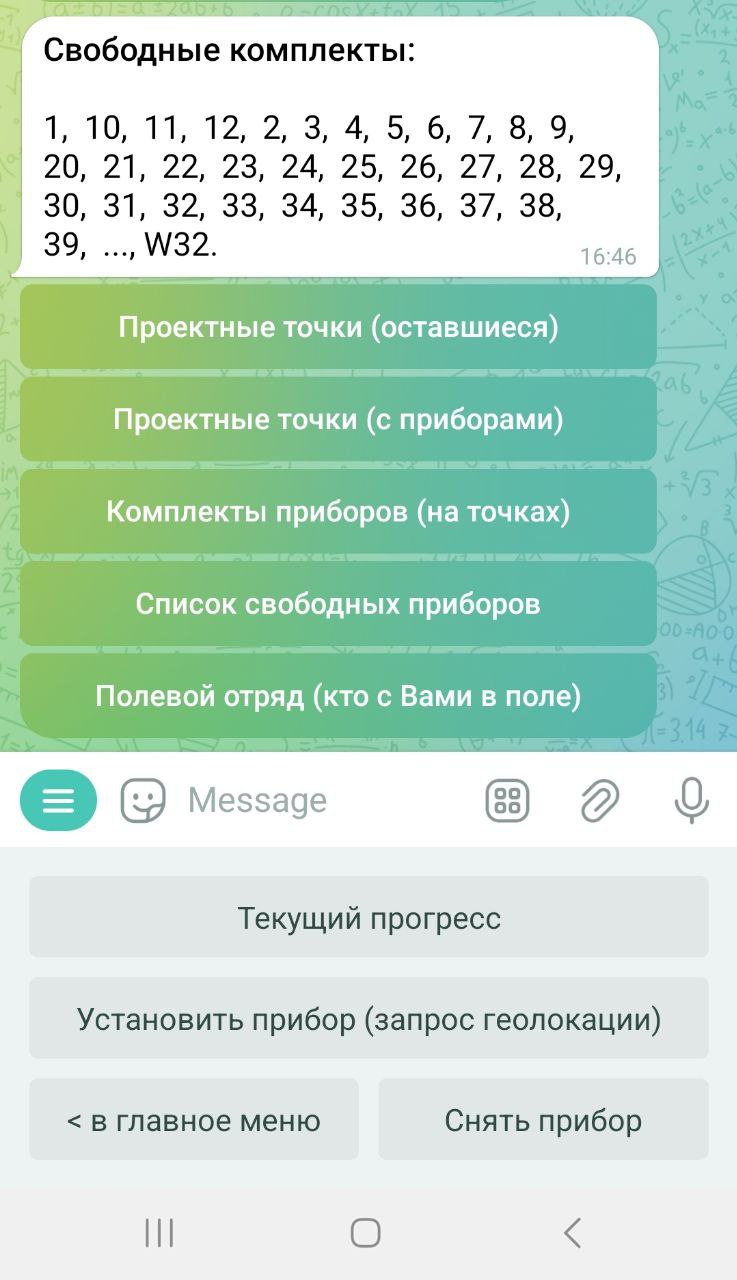 Свободные комплекты:
1, 10, 11, 12, 2, 3, 4, 5, 6, 7, 8, 9,
20, 21, 22, 23, 24, 25, 26, 27, 28, 29,
30, 31, 32, 33, 34, 35, 36, 37, 38,
39, ..., W32.
16:46
Проектные точки (оставшиеся)
Проектные точки (с приборами)
Комплекты приборов (на точках)
Список свободных приборов
Полевой отряд (кто с Вами в поле)
Message
Текущий прогресс
Установить прибор (запрос геолокации)
< в главное меню
Снять прибор